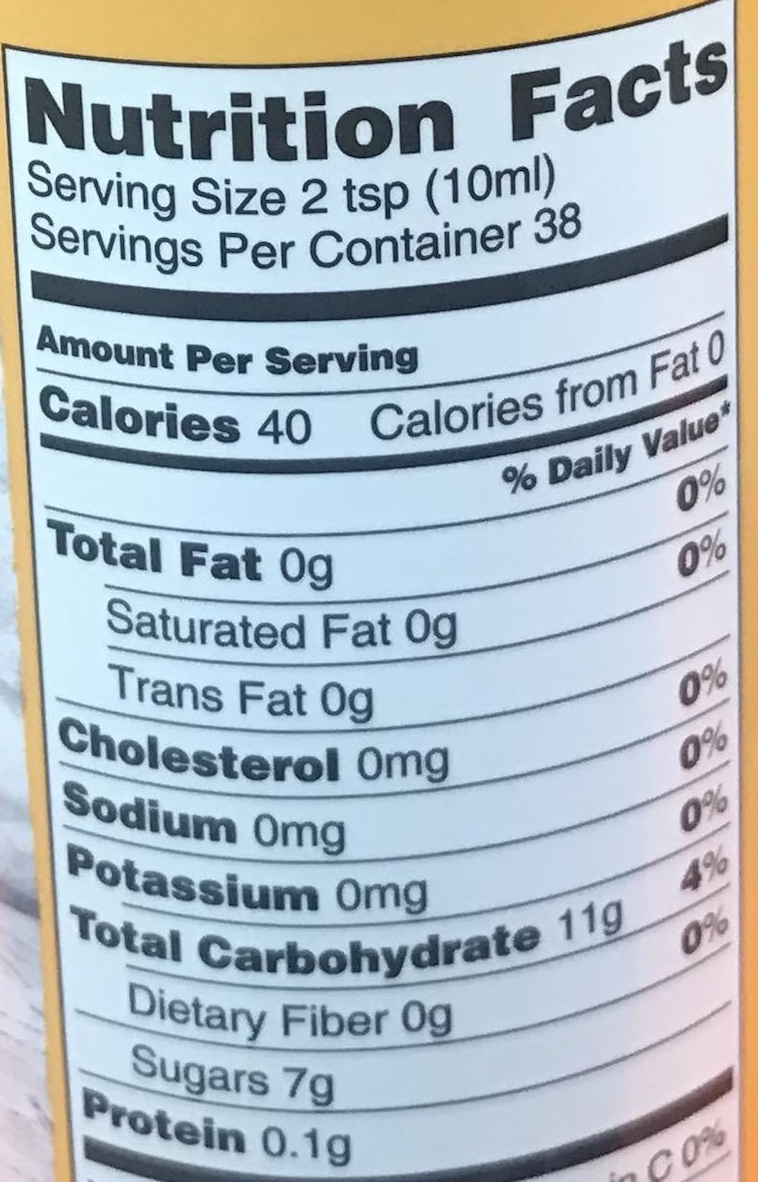 Nutrition Facts
Serving Size 2 tsp (10ml)
Servings Per Container 38
Amount Per Serving
Calories 40 Calories from Fat 0
% Daily Value*
Total Fat 0g 0%
Saturated Fat 0g 0%
Trans Fat 0g
Cholesterol 0mg 0%
Sodium 0mg 0%
Potassium 0mg 0%
Total Carbohydrate 11g 4%
Dietary Fiber 0g 0%
Sugars 7g
Protein 0.1g
C 0%